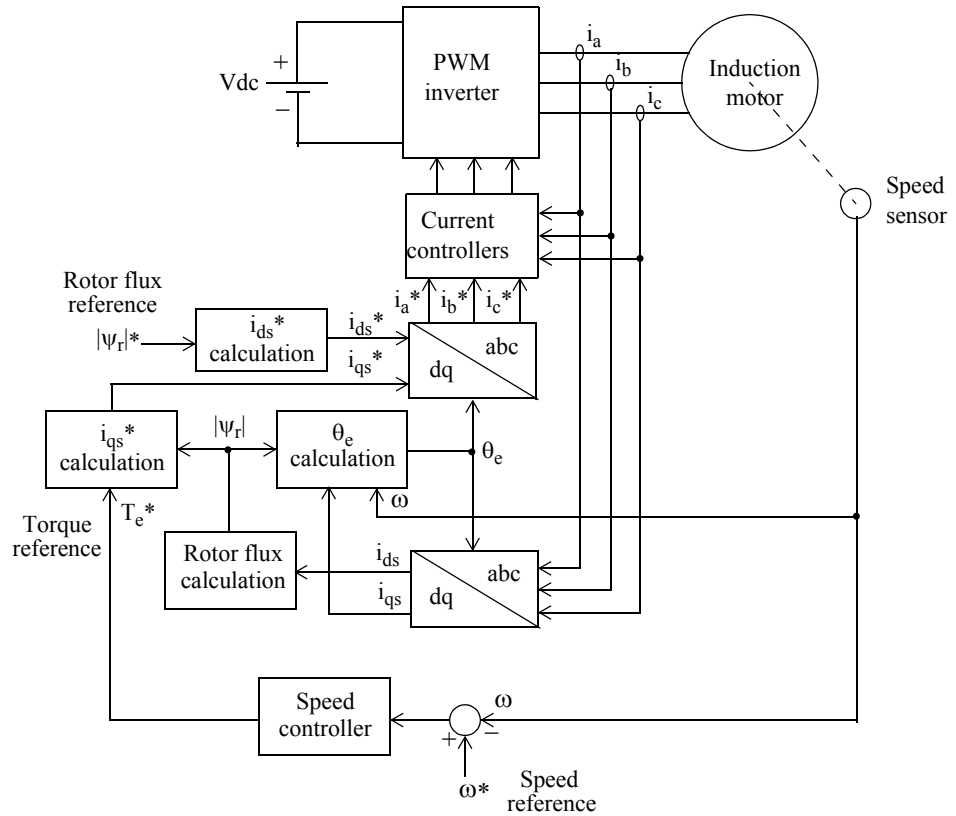 i_a
PWM
inverter
i_b
i_c
Induction
motor
+
Vdc
−
Speed
sensor
Current
controllers
Rotor flux
reference
|ψ_r|*
i_ds*
calculation
i_a* i_b* i_c*
i_ds*
i_qs*
abc
dq
i_qs*
calculation
|ψ_r|
θ_e
calculation
θ_e
ω
T_e*
Torque
reference
Rotor flux
calculation
i_ds
i_qs
abc
dq
Speed
controller
ω
+
−
ω*
Speed
reference